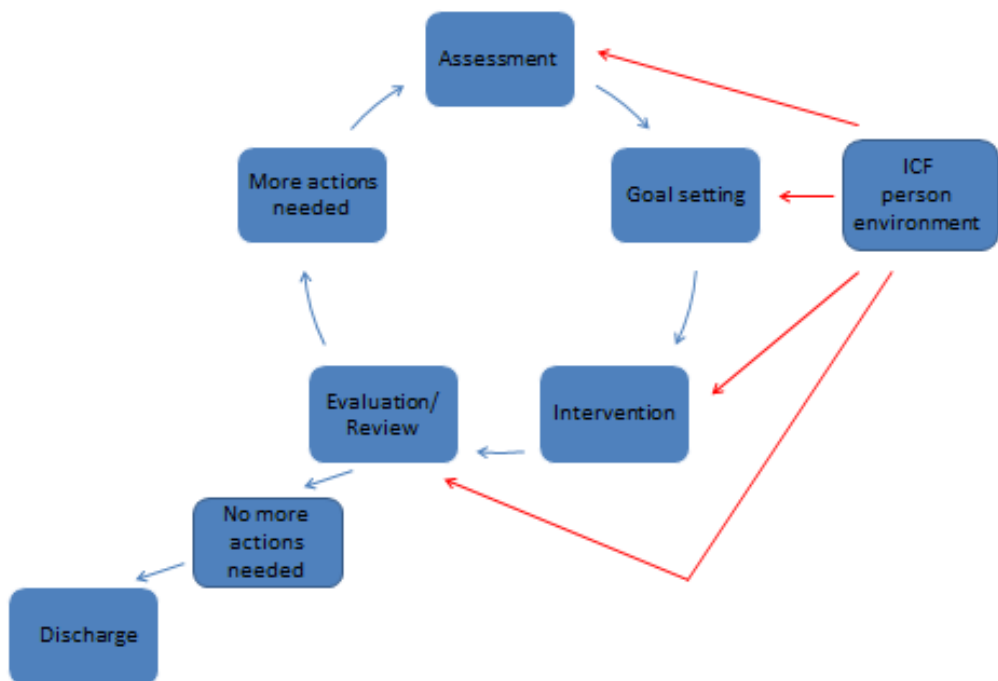 Assessment
More actions
needed
Goal setting
ICF
person
environment
Evaluation/
Review
Intervention
No more
actions
needed
Discharge